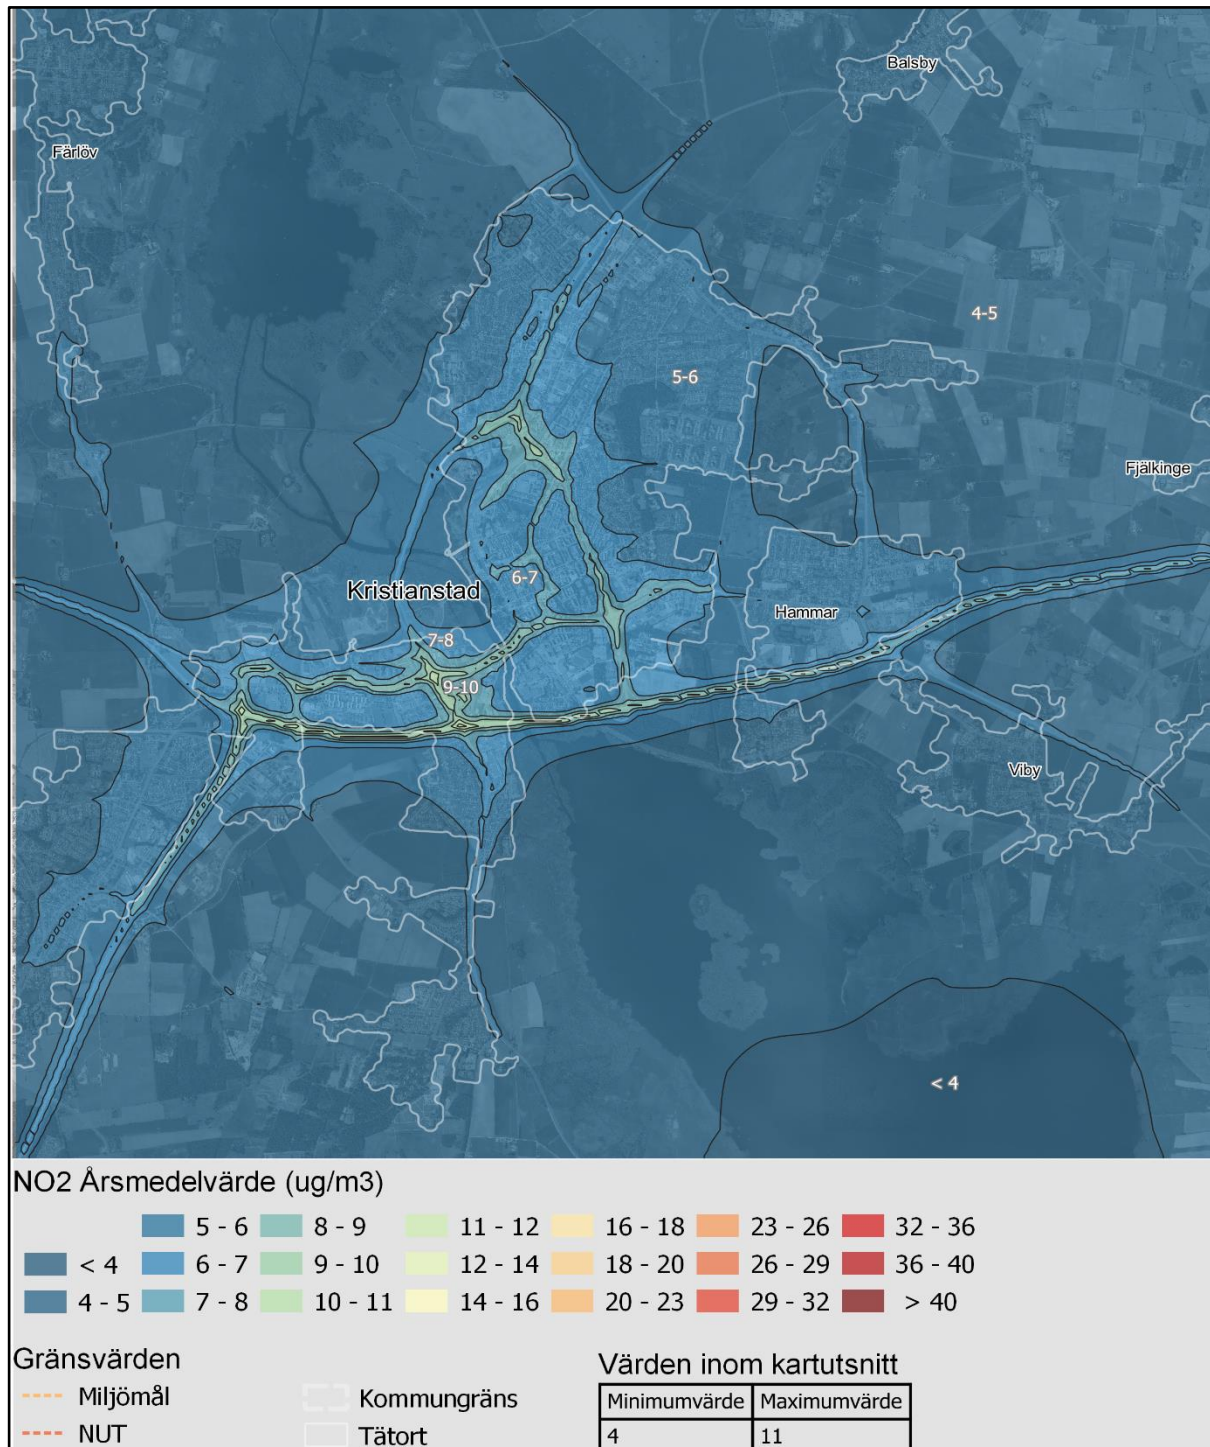 Balsby
Färlöv
4-5
5-6
Fjälkinge
6-7
Kristianstad
Hammar
7-8
9-10
Viby
< 4
NO2 Årsmedelvärde (ug/m3)
5 - 6 8 - 9 11 - 12 16 - 18 23 - 26 32 - 36
< 4 6 - 7 9 - 10 12 - 14 18 - 20 26 - 29 36 - 40
4 - 5 7 - 8 10 - 11 14 - 16 20 - 23 29 - 32 > 40
Gränsvärden Värden inom kartutsnitt
Miljömål Kommungräns Minimumvärde Maximumvärde
NUT Tätort 4 11